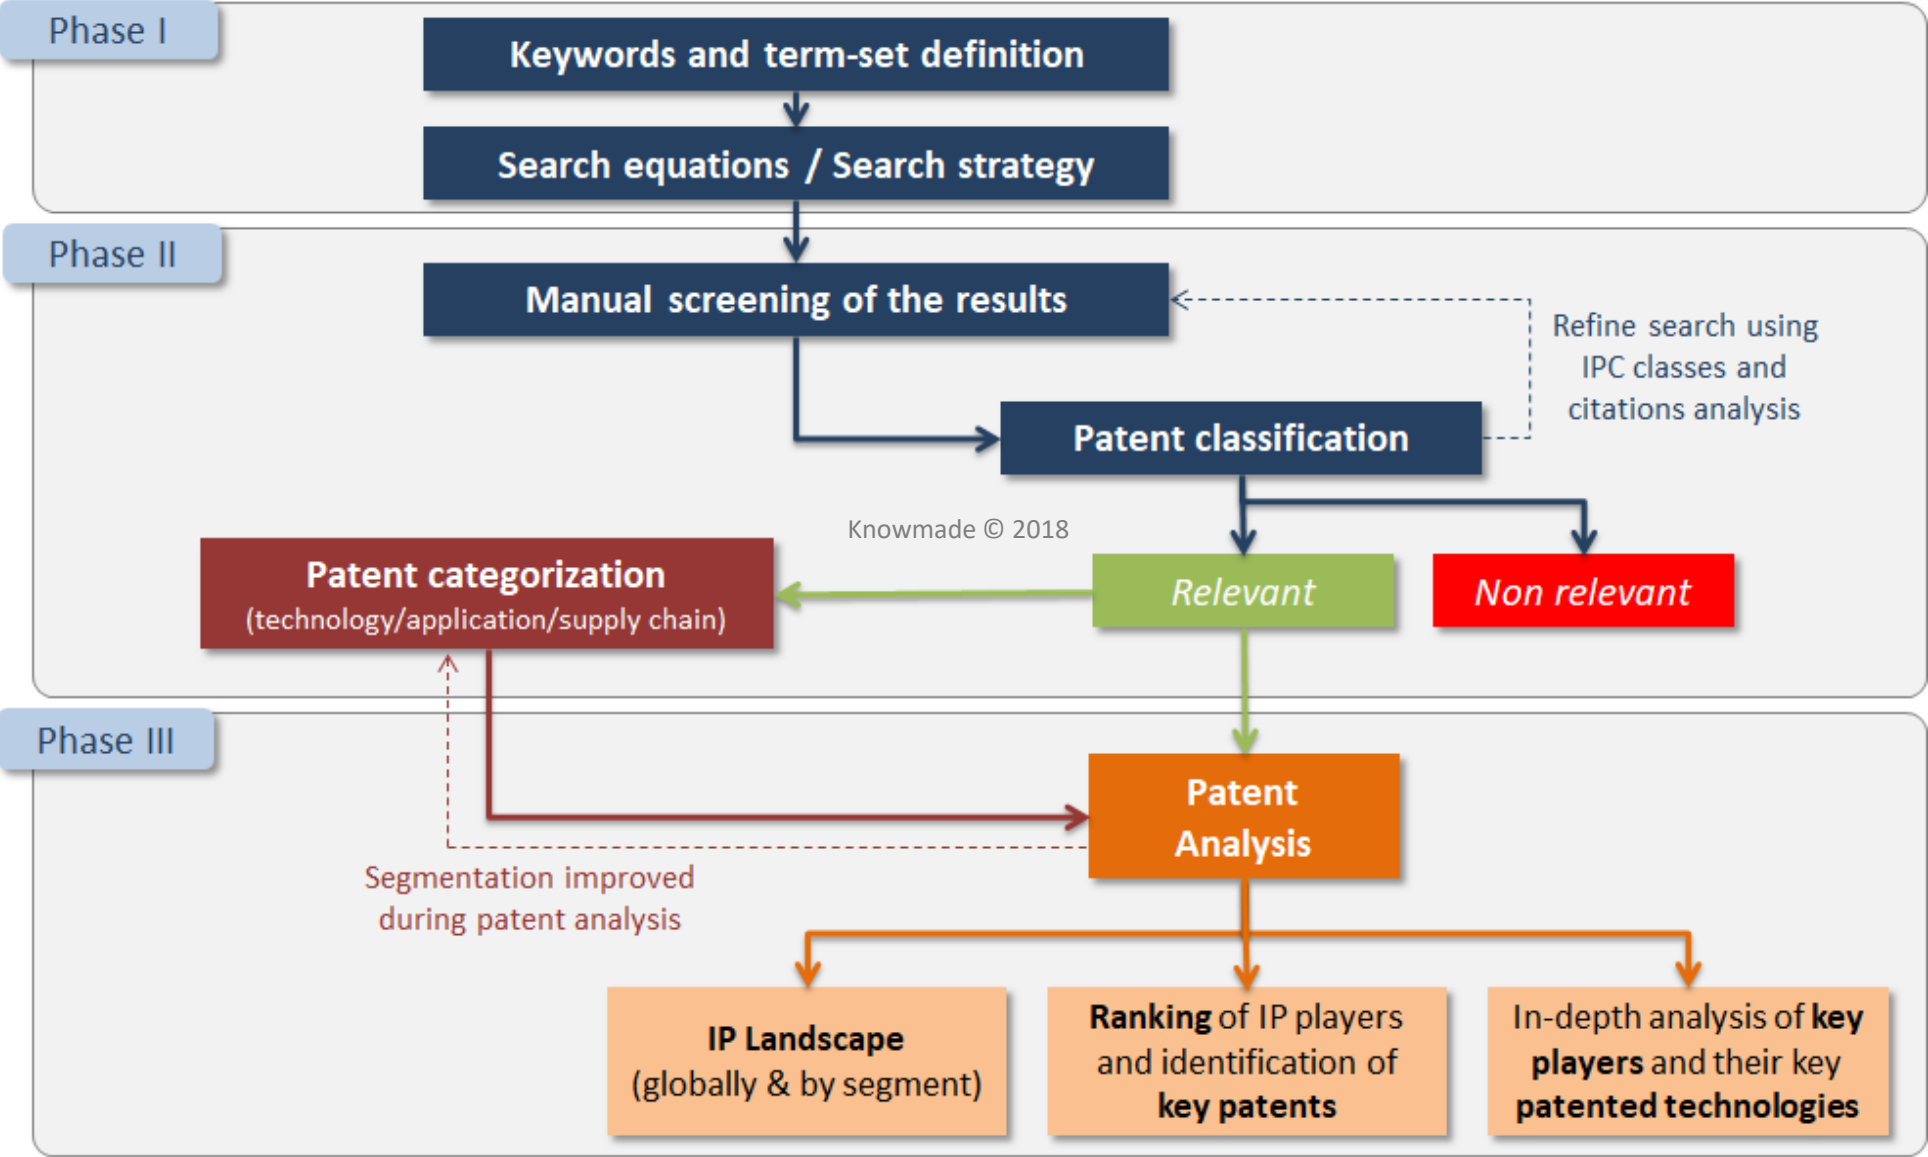 Phase I
Keywords and term-set definition
Search equations / Search strategy
Phase II
Manual screening of the results
Refine search using
IPC classes and
citations analysis
Patent classification
Knowmade © 2018
Patent categorization
(technology/application/supply chain)
Relevant
Non relevant
Phase III
Patent
Analysis
Segmentation improved
during patent analysis
IP Landscape
(globally & by segment)
Ranking of IP players
and identification of
key patents
In-depth analysis of key
players and their key
patented technologies